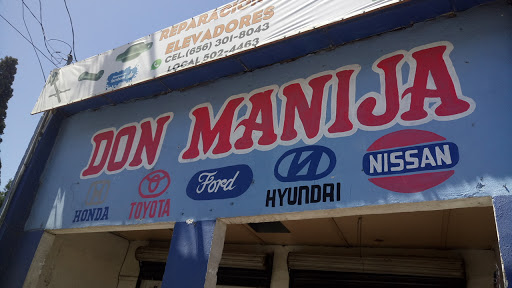 REPARACION
ELEVADORES
CEL.(656) 301-8043
LOCAL 502-4463
DON MANIJA
HONDA
TOYOTA
Ford
HYUNDAI
NISSAN